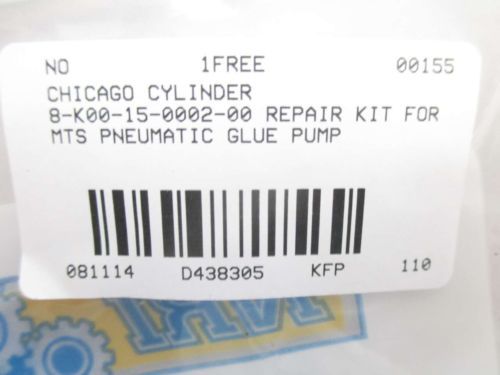 NO 1FREE 00155
CHICAGO CYLINDER
8-K00-15-0002-00 REPAIR KIT FOR
MTS PNEUMATIC GLUE PUMP
081114 D438305 KFP 110